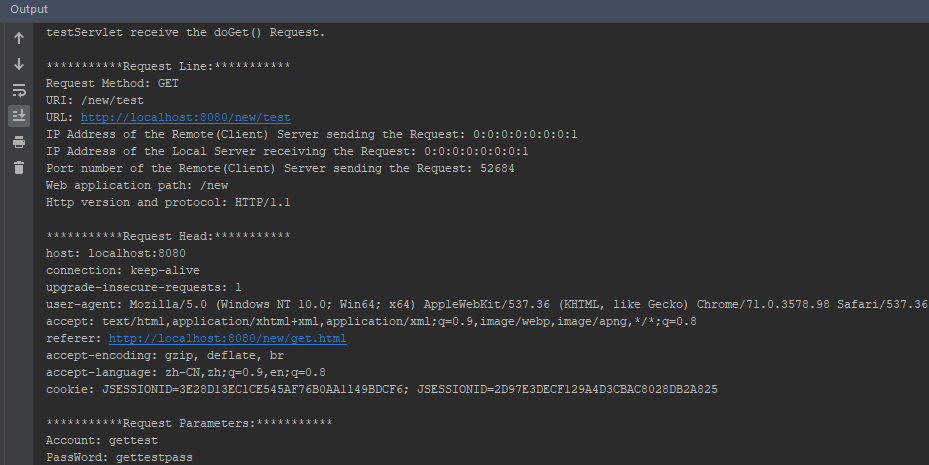 Output
testServlet receive the doGet() Request.
***********Request Line:***********
Request Method: GET
URI: /new/test
URL: http://localhost:8080/new/test
IP Address of the Remote(Client) Server sending the Request: 0:0:0:0:0:0:0:1
IP Address of the Local Server receiving the Request: 0:0:0:0:0:0:0:1
Port number of the Remote(Client) Server sending the Request: 52684
Web application path: /new
Http version and protocol: HTTP/1.1
***********Request Head:***********
host: localhost:8080
connection: keep-alive
upgrade-insecure-requests: 1
user-agent: Mozilla/5.0 (Windows NT 10.0; Win64; x64) AppleWebKit/537.36 (KHTML, like Gecko) Chrome/71.0.3578.98 Safari/537.36
accept: text/html,application/xhtml+xml,application/xml;q=0.9,image/webp,image/apng,*/*;q=0.8
referer: http://localhost:8080/new/get.html
accept-encoding: gzip, deflate, br
accept-language: zh-CN,zh;q=0.9,en;q=0.8
cookie: JSESSIONID=3E28D13EC1CE545AF76B0AA1149BDCF6; JSESSIONID=2D97E3DECF129A4D3CBAC8028DB2A825
***********Request Parameters:***********
Account: gettest
PassWord: gettestpass